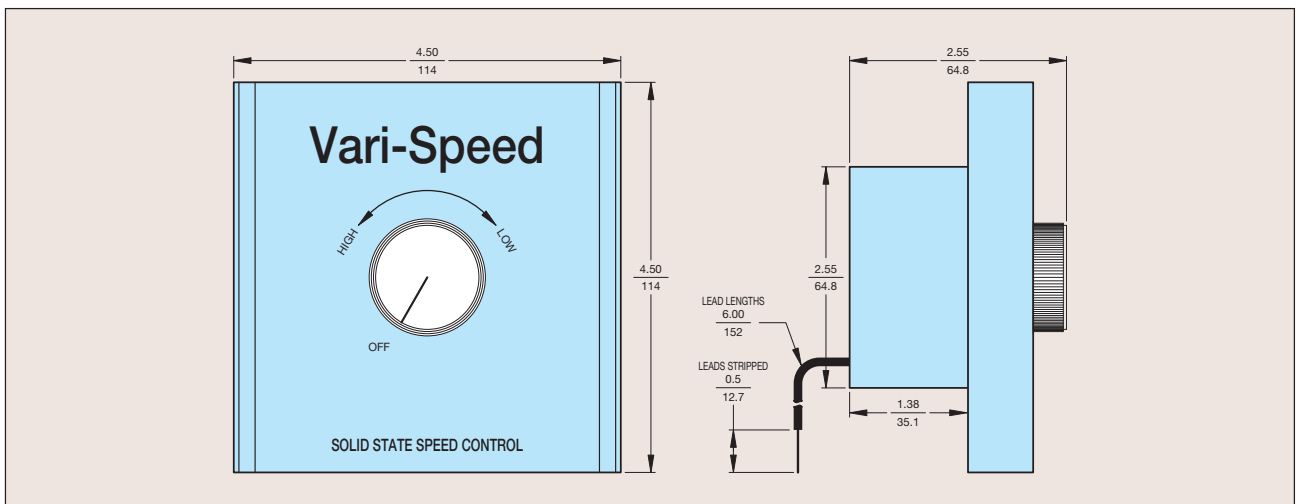 4.50
114
Vari-Speed
HIGH
LOW
OFF
SOLID STATE SPEED CONTROL
4.50
114
2.55
64.8
2.55
64.8
LEAD LENGTHS
6.00
152
LEADS STRIPPED
0.5
12.7
1.38
35.1